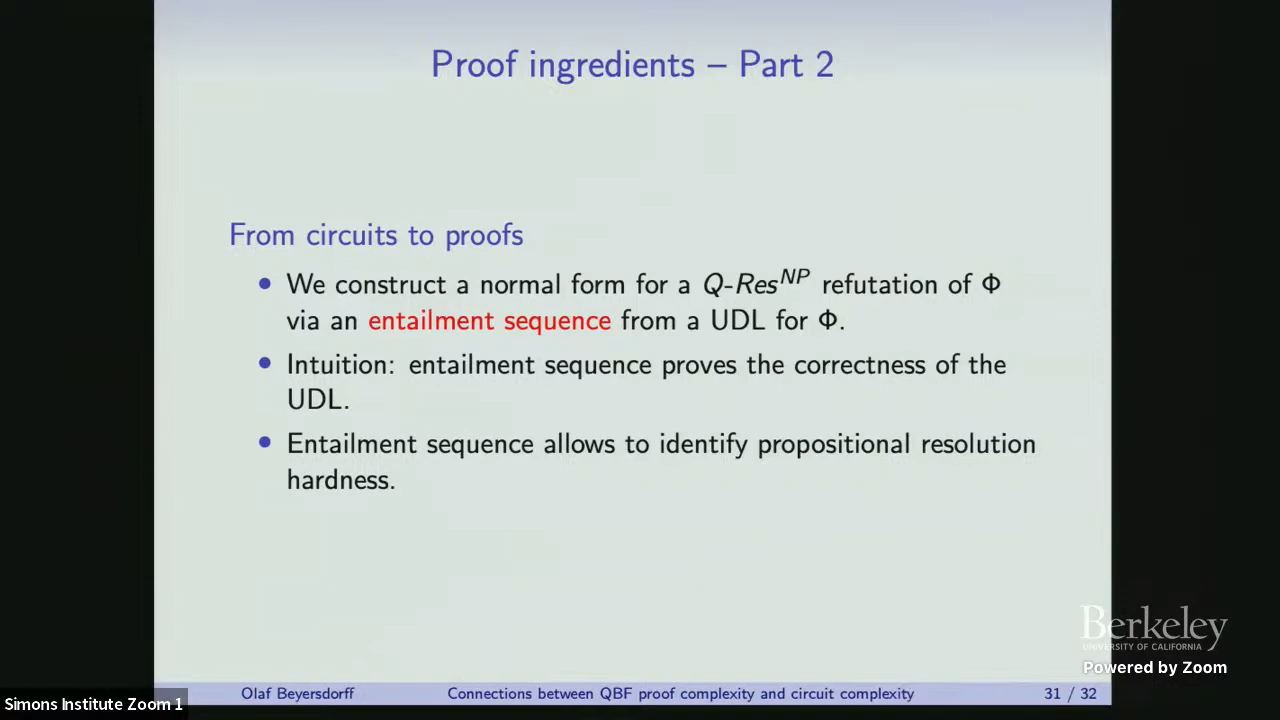 Proof ingredients – Part 2
From circuits to proofs
• We construct a normal form for a Q-Res^NP refutation of Φ
via an entailment sequence from a UDL for Φ.
• Intuition: entailment sequence proves the correctness of the
UDL.
• Entailment sequence allows to identify propositional resolution
hardness.
Berkeley
UNIVERSITY OF CALIFORNIA
Powered by Zoom
Olaf Beyersdorff Connections between QBF proof complexity and circuit complexity 31 / 32
Simons Institute Zoom 1